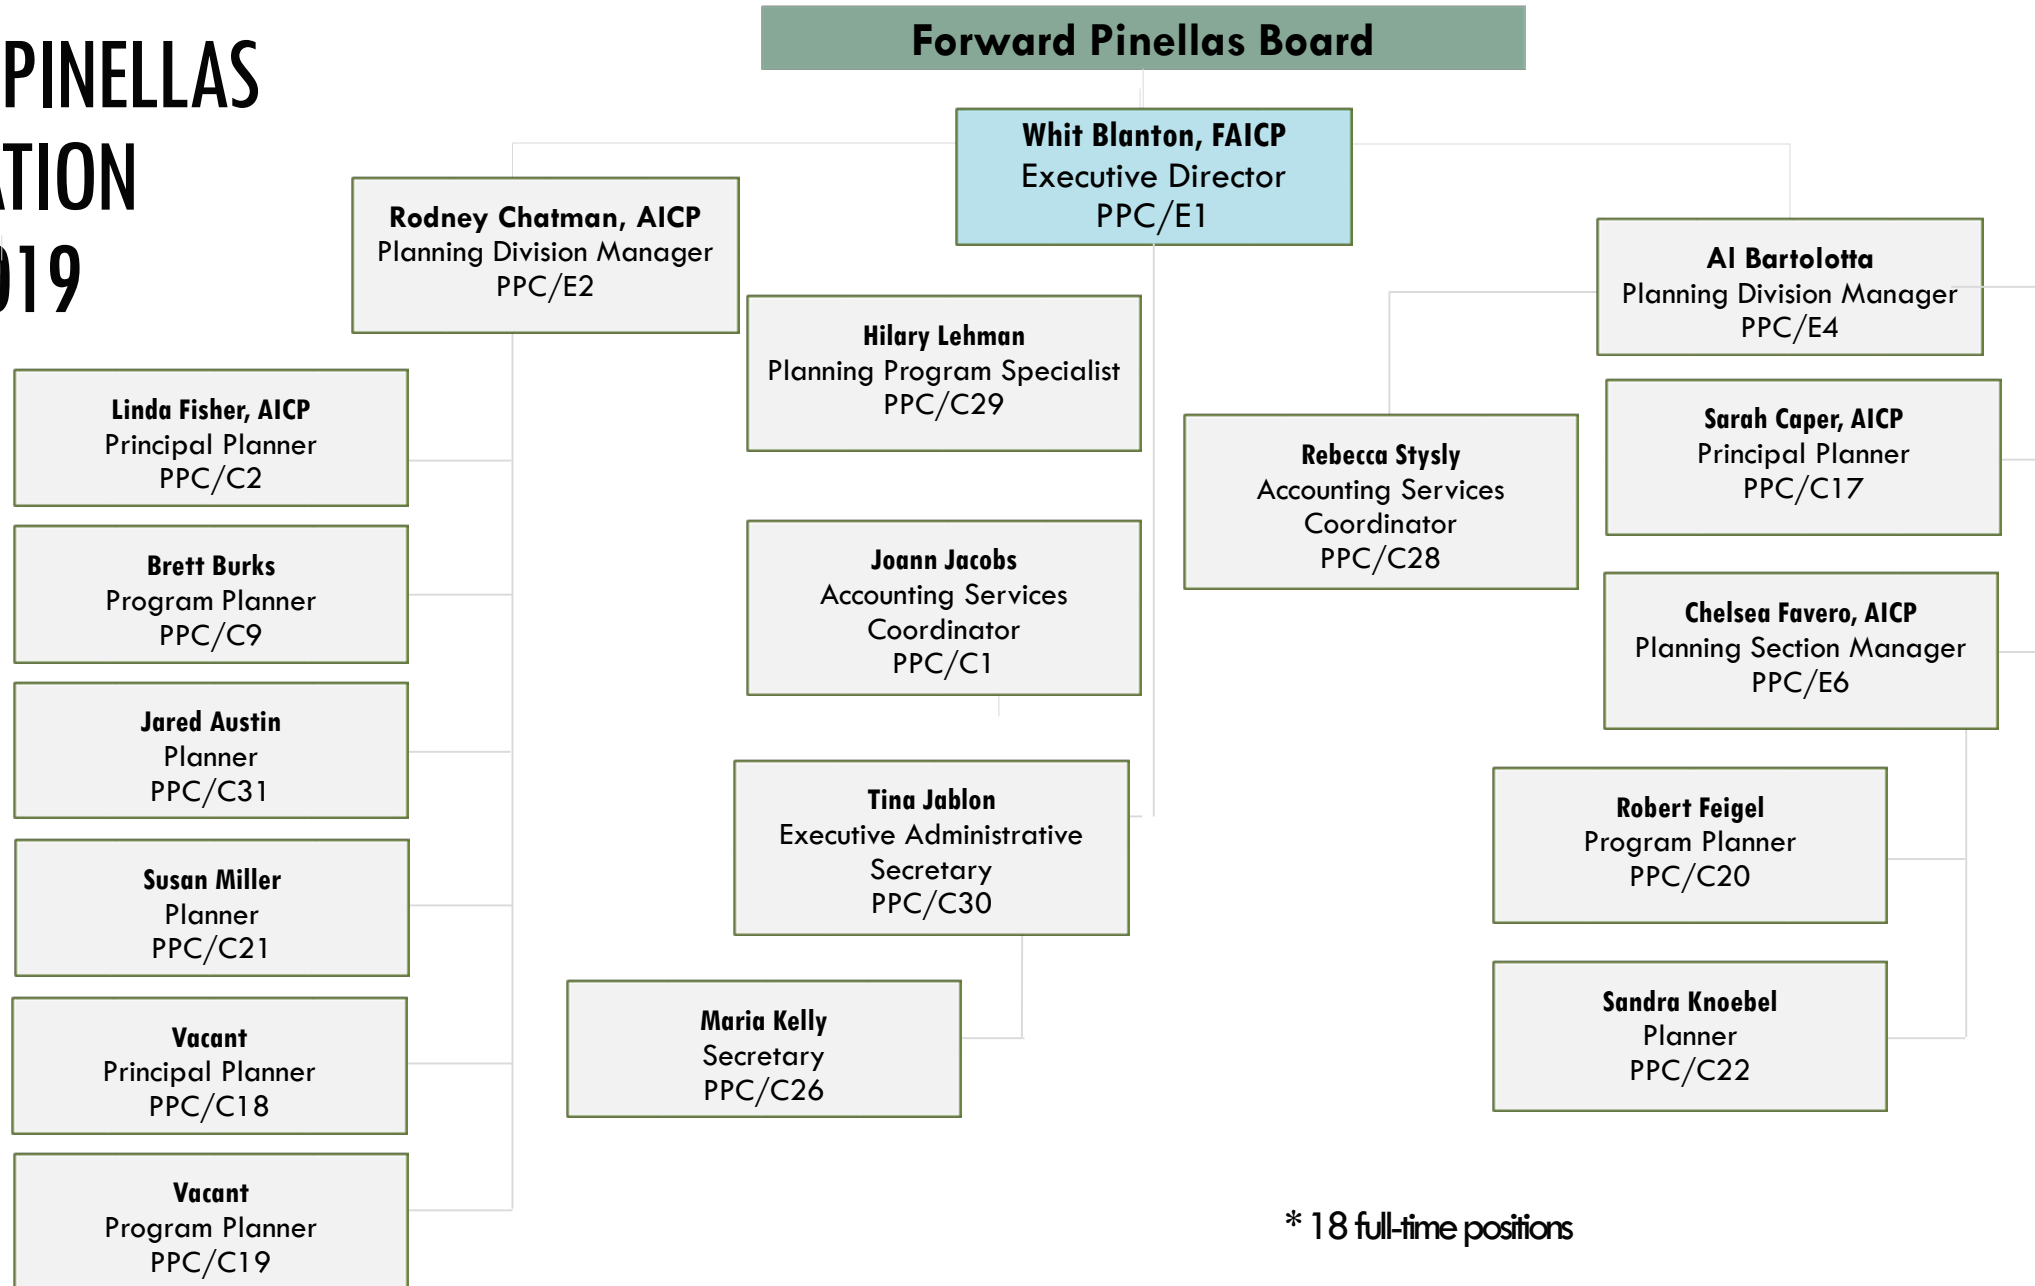 PINELLAS
ATION
019
Forward Pinellas Board
Whit Blanton, FAICP
Executive Director
PPC/E1
Rodney Chatman, AICP
Planning Division Manager
PPC/E2
Al Bartolotta
Planning Division Manager
PPC/E4
Hilary Lehman
Planning Program Specialist
PPC/C29
Linda Fisher, AICP
Principal Planner
PPC/C2
Sarah Caper, AICP
Principal Planner
PPC/C17
Rebecca Stysly
Accounting Services
Coordinator
PPC/C28
Brett Burks
Program Planner
PPC/C9
Joann Jacobs
Accounting Services
Coordinator
PPC/C1
Chelsea Favero, AICP
Planning Section Manager
PPC/E6
Jared Austin
Planner
PPC/C31
Tina Jablon
Executive Administrative
Secretary
PPC/C30
Robert Feigel
Program Planner
PPC/C20
Susan Miller
Planner
PPC/C21
Maria Kelly
Secretary
PPC/C26
Sandra Knoebel
Planner
PPC/C22
Vacant
Principal Planner
PPC/C18
Vacant
Program Planner
PPC/C19
* 18 full-time positions